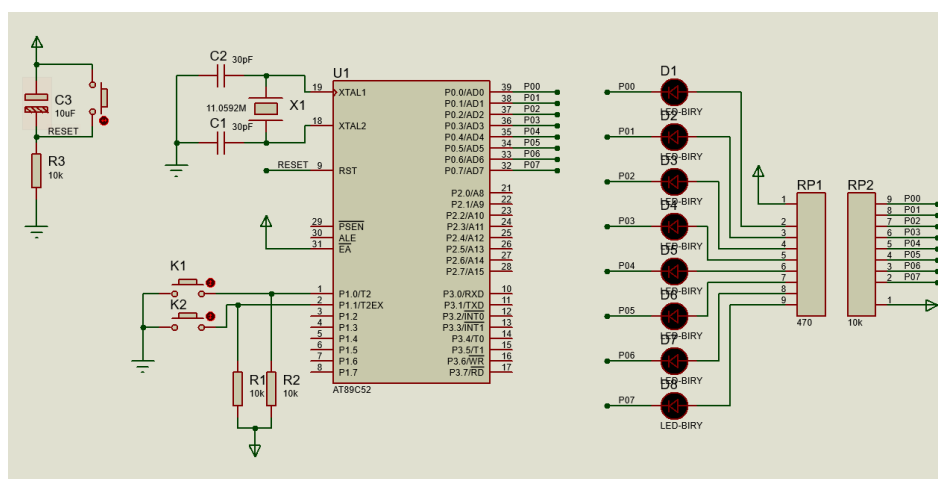 C3
10uF
RESET
R3
10k
C2 30pF
11.0592M X1
C1 30pF
RESET
U1
19 XTAL1
18 XTAL2
9 RST
29 PSEN
30 ALE
31 EA
1 P1.0/T2
2 P1.1/T2EX
3 P1.2
4 P1.3
5 P1.4
6 P1.5
7 P1.6
8 P1.7
P0.0/AD0 39 P00
P0.1/AD1 38 P01
P0.2/AD2 37 P02
P0.3/AD3 36 P03
P0.4/AD4 35 P04
P0.5/AD5 34 P05
P0.6/AD6 33 P06
P0.7/AD7 32 P07
P2.0/A8 21
P2.1/A9 22
P2.2/A10 23
P2.3/A11 24
P2.4/A12 25
P2.5/A13 26
P2.6/A14 27
P2.7/A15 28
P3.0/RXD 10
P3.1/TXD 11
P3.2/INT0 12
P3.3/INT1 13
P3.4/T0 14
P3.5/T1 15
P3.6/WR 16
P3.7/RD 17
AT89C52
K1
K2
R1
10k
R2
10k
D1
P00
LED-BIRY
D2
P01
LED-BIRY
D3
P02
LED-BIRY
D4
P03
LED-BIRY
D5
P04
LED-BIRY
D6
P05
LED-BIRY
D7
P06
LED-BIRY
D8
P07
LED-BIRY
RP1
1
2
3
4
5
6
7
8
9
470
RP2
9 P00
8 P01
7 P02
6 P03
5 P04
4 P05
3 P06
2 P07
1
10k